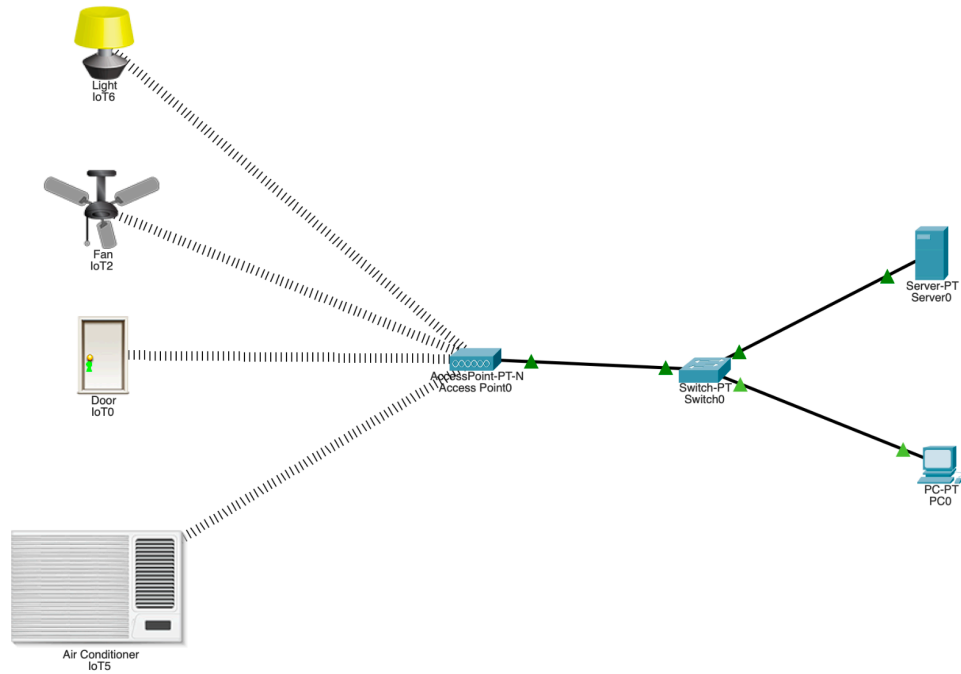 Light
IoT6
Fan
IoT2
Door
IoT0
Air Conditioner
IoT5
AccessPoint-PT-N
Access Point0
Switch-PT
Switch0
Server-PT
Server0
PC-PT
PC0